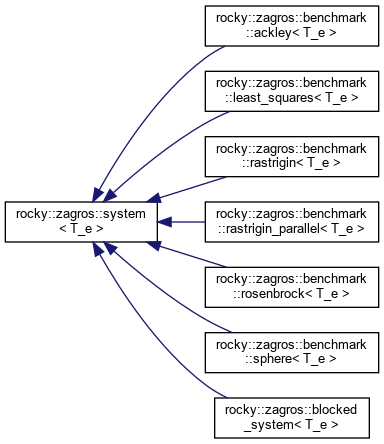 rocky::zagros::benchmark
::ackley< T_e >
rocky::zagros::benchmark
::least_squares< T_e >
rocky::zagros::benchmark
::rastrigin< T_e >
rocky::zagros::system
< T_e >
rocky::zagros::benchmark
::rastrigin_parallel< T_e >
rocky::zagros::benchmark
::rosenbrock< T_e >
rocky::zagros::benchmark
::sphere< T_e >
rocky::zagros::blocked
_system< T_e >